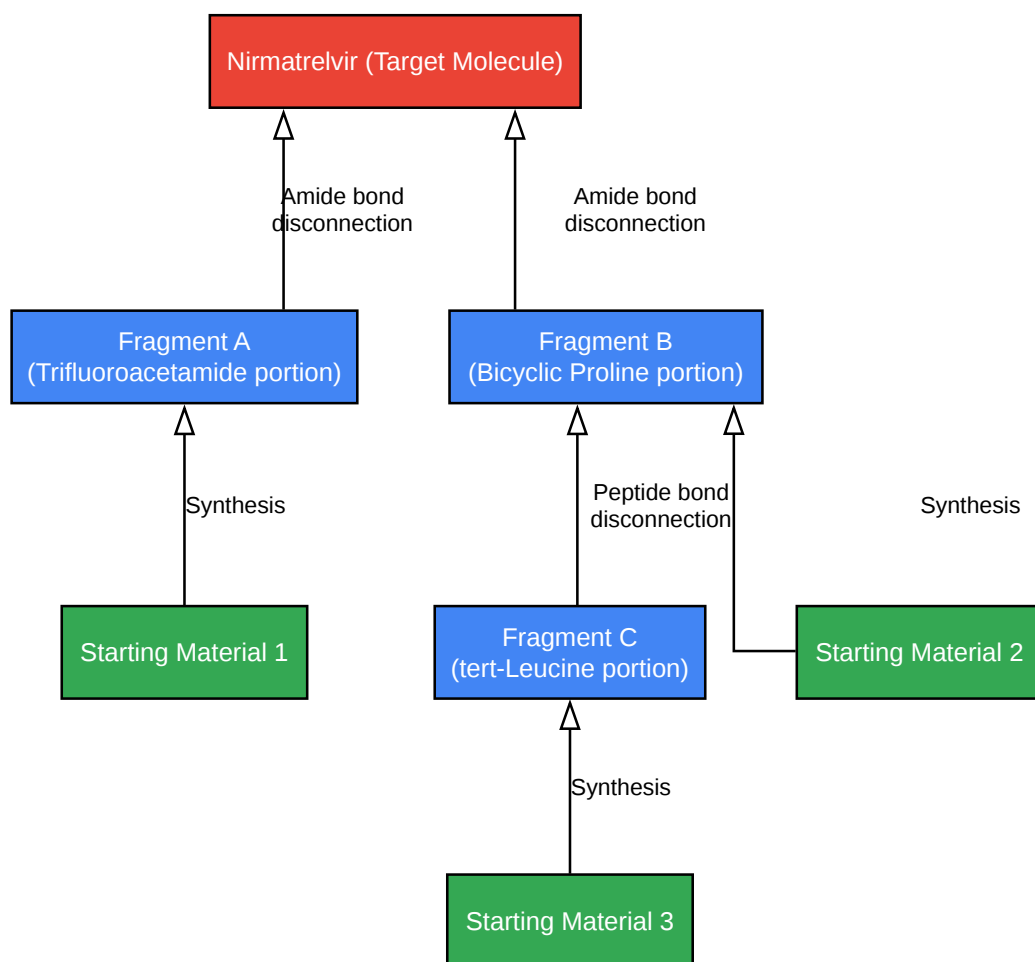 Nirmatrelvir (Target Molecule)
Amide bond
disconnection
Amide bond
disconnection
Fragment A
(Trifluoroacetamide portion)
Fragment B
(Bicyclic Proline portion)
Synthesis
Peptide bond
disconnection
Synthesis
Starting Material 1
Fragment C
(tert-Leucine portion)
Starting Material 2
Synthesis
Starting Material 3